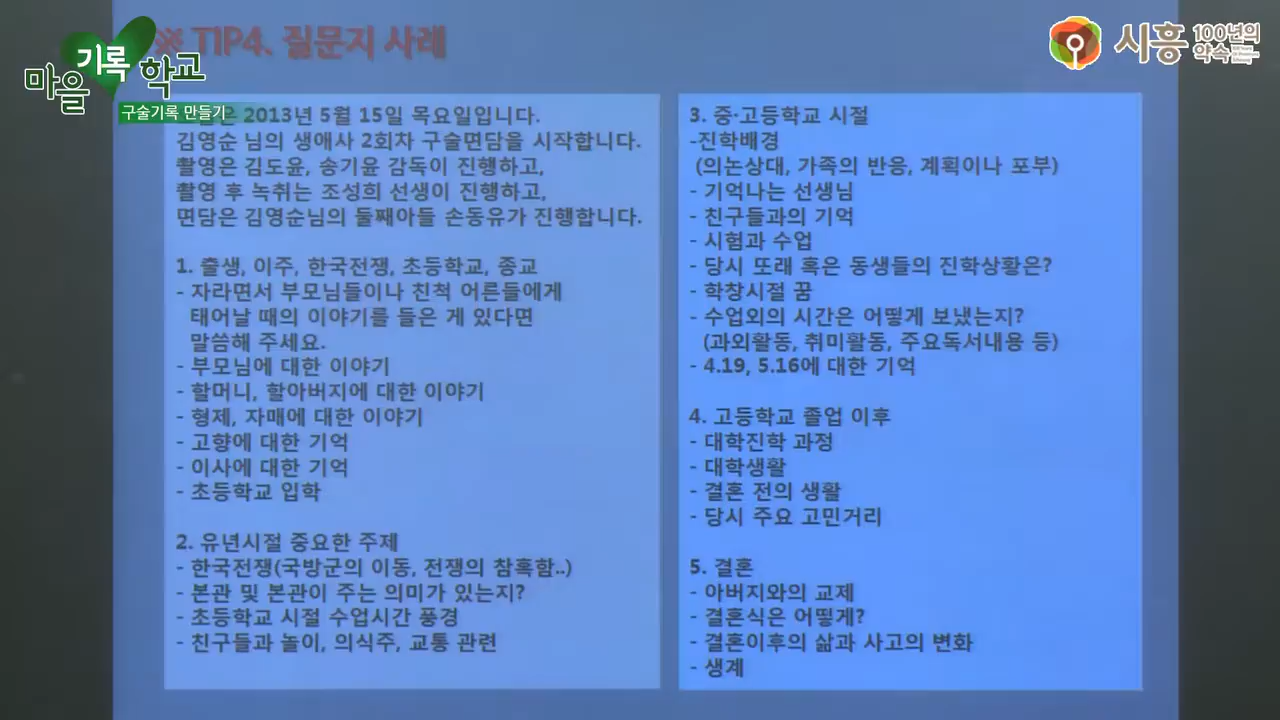 ※ TIP4. 질문지 사례
마을
기록
학교
구술기록 만들기
시흥
100년의
약속
2013년 5월 15일 목요일입니다.
김영순 님의 생애사 2회차 구술면담을 시작합니다.
촬영은 김도윤, 송기윤 감독이 진행하고,
촬영 후 녹취는 조성희 선생이 진행하고,
면담은 김영순님의 둘째아들 손동유가 진행합니다.
1. 출생, 이주, 한국전쟁, 초등학교, 종교
- 자라면서 부모님들이나 친척 어른들에게
태어날 때의 이야기를 들은 게 있다면
말씀해 주세요.
- 부모님에 대한 이야기
- 할머니, 할아버지에 대한 이야기
- 형제, 자매에 대한 이야기
- 고향에 대한 기억
- 이사에 대한 기억
- 초등학교 입학
2. 유년시절 중요한 주제
- 한국전쟁(국방군의 이동, 전쟁의 참혹함..)
- 본관 및 본관이 주는 의미가 있는지?
- 초등학교 시절 수업시간 풍경
- 친구들과 놀이, 의식주, 교통 관련
3. 중·고등학교 시절
-진학배경
(의논상대, 가족의 반응, 계획이나 포부)
- 기억나는 선생님
- 친구들과의 기억
- 시험과 수업
- 당시 또래 혹은 동생들의 진학상황은?
- 학창시절 꿈
- 수업외의 시간은 어떻게 보냈는지?
(과외활동, 취미활동, 주요독서내용 등)
- 4.19, 5.16에 대한 기억
4. 고등학교 졸업 이후
- 대학진학 과정
- 대학생활
- 결혼 전의 생활
- 당시 주요 고민거리
5. 결혼
- 아버지와의 교제
- 결혼식은 어떻게?
- 결혼이후의 삶과 사고의 변화
- 생계